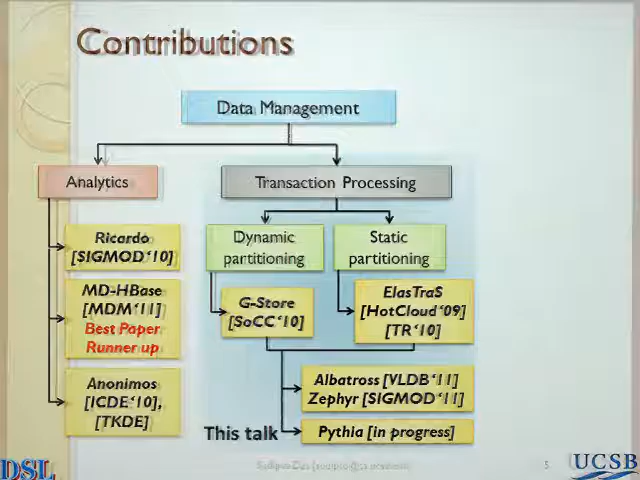 Contributions
Data Management
Analytics
Transaction Processing
Ricardo
[SIGMOD'10]
MD-HBase
[MDM'11]
Best Paper
Runner up
Anonimos
[ICDE'10],
[TKDE]
Dynamic
partitioning
Static
partitioning
G-Store
[SoCC'10]
ElasTraS
[HotCloud'09]
[TR'10]
Albatross [VLDB'11]
Zephyr [SIGMOD'11]
This talk
Pythia [in progress]
DSL
5
UCSB